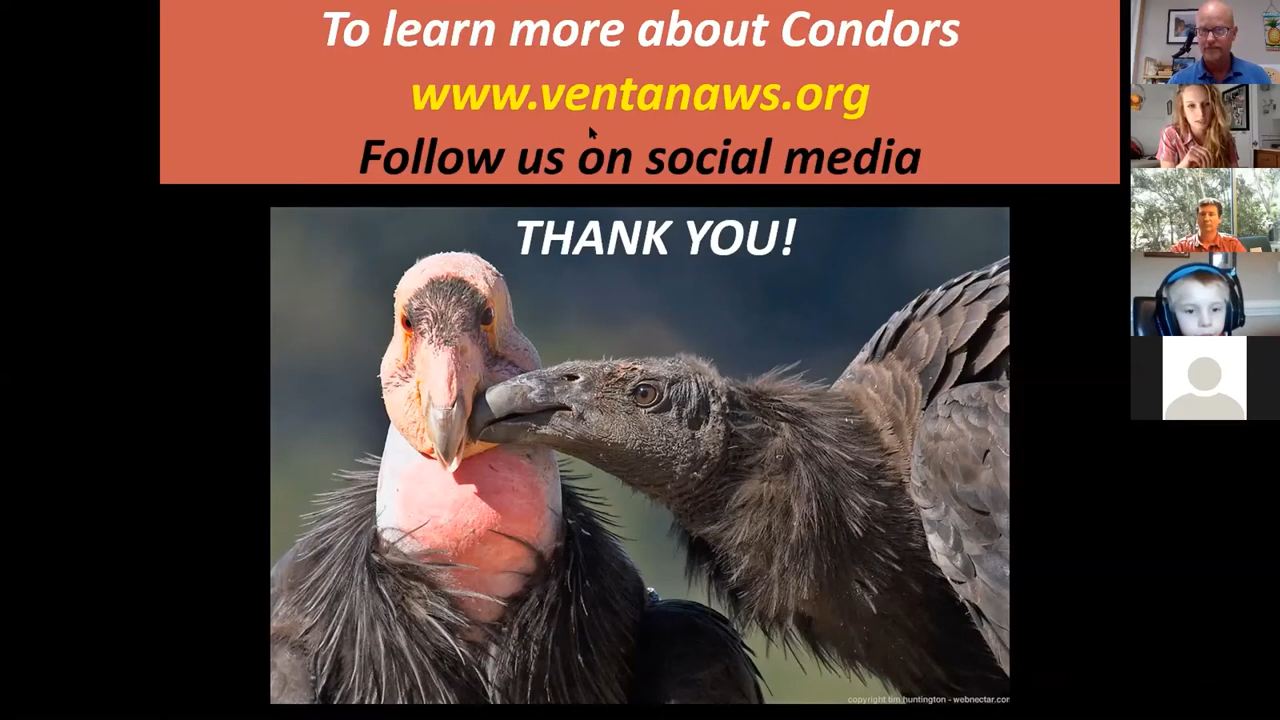 To learn more about Condors
www.ventanaws.org
Follow us on social media
THANK YOU!
copyright tim huntington - webnectar.com